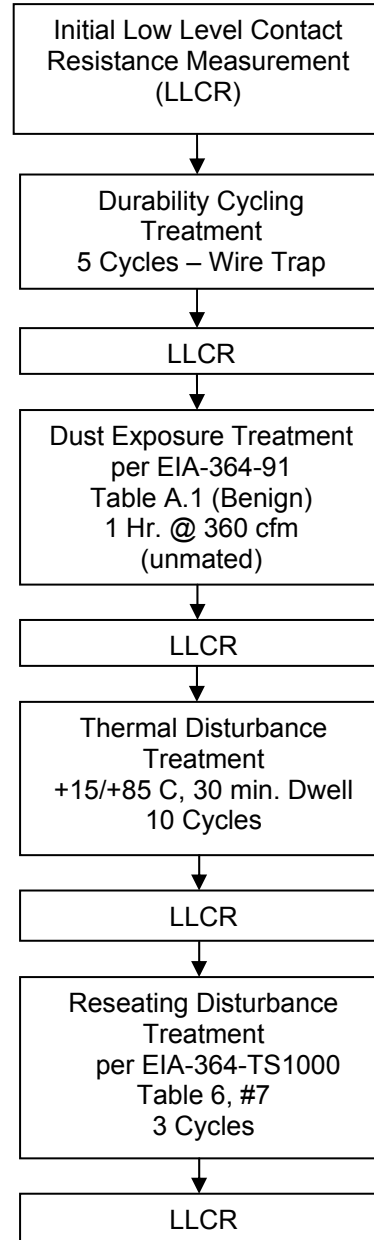 Initial Low Level Contact
Resistance Measurement
(LLCR)
Durability Cycling
Treatment
5 Cycles – Wire Trap
LLCR
Dust Exposure Treatment
per EIA-364-91
Table A.1 (Benign)
1 Hr. @ 360 cfm
(unmated)
LLCR
Thermal Disturbance
Treatment
+15/+85 C, 30 min. Dwell
10 Cycles
LLCR
Reseating Disturbance
Treatment
per EIA-364-TS1000
Table 6, #7
3 Cycles
LLCR